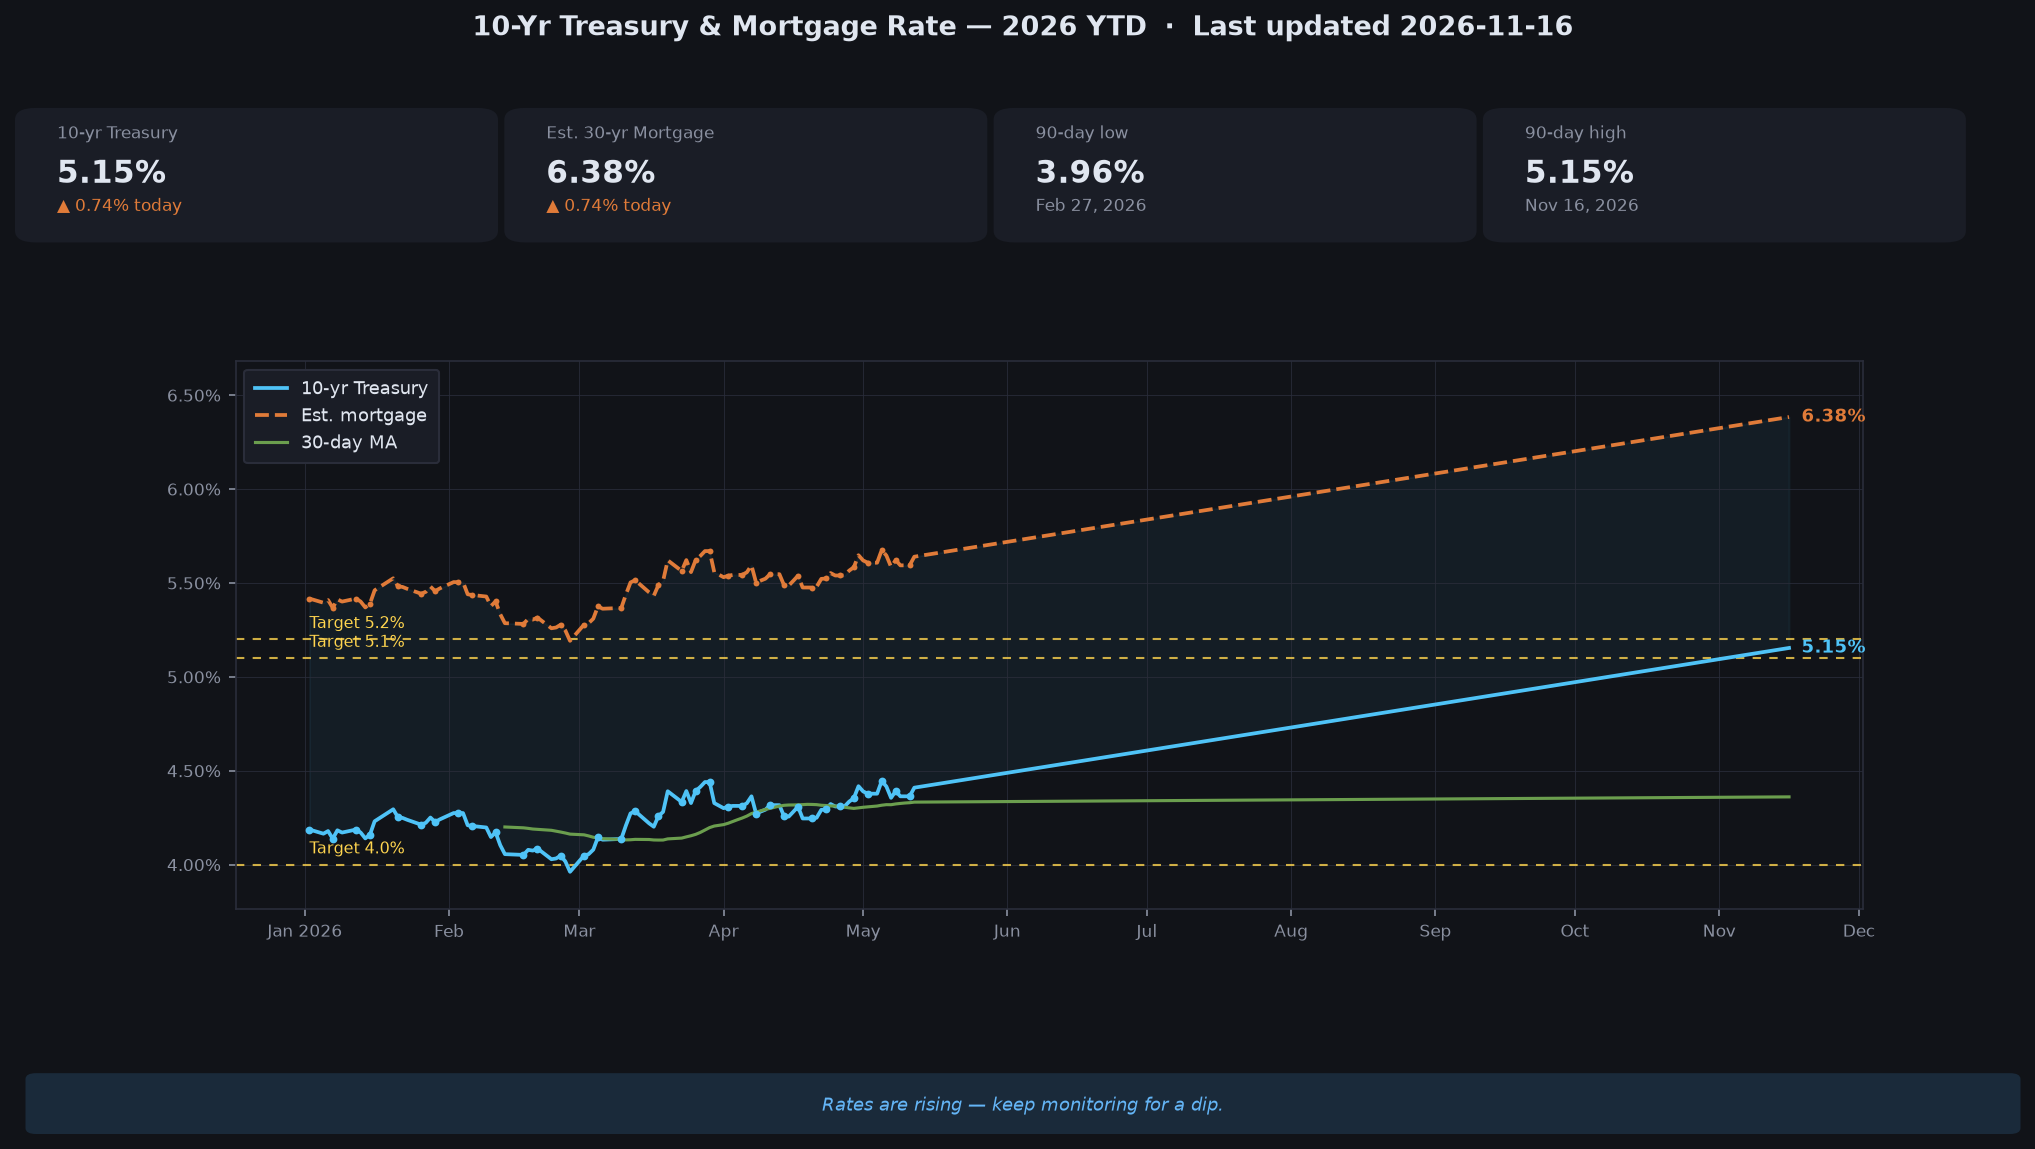 10-Yr Treasury & Mortgage Rate — 2026 YTD · Last updated 2026-11-16
10-yr Treasury
5.15%
▲ 0.74% today
Est. 30-yr Mortgage
6.38%
▲ 0.74% today
90-day low
3.96%
Feb 27, 2026
90-day high
5.15%
Nov 16, 2026
10-yr Treasury
Est. mortgage
30-day MA
6.50%
6.00%
5.50%
5.00%
4.50%
4.00%
6.38%
Target 5.2%
Target 5.1%
5.15%
Target 4.0%
Jan 2026 Feb Mar Apr May Jun Jul Aug Sep Oct Nov Dec
Rates are rising — keep monitoring for a dip.